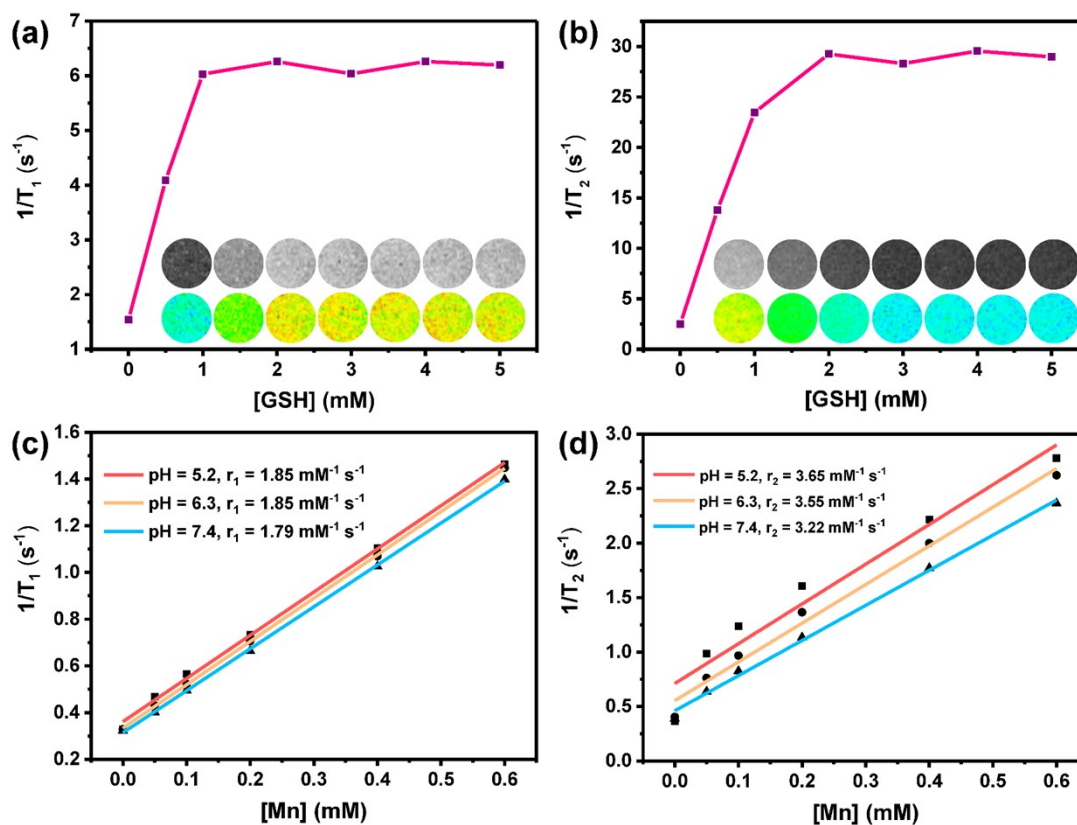 (a)
7
6
5
4
3
2
1
1/T₁ (s⁻¹)
0 1 2 3 4 5
[GSH] (mM)
(b)
30
25
20
15
10
5
0
1/T₂ (s⁻¹)
0 1 2 3 4 5
[GSH] (mM)
(c)
1.6
1.4
1.2
1.0
0.8
0.6
0.4
0.2
1/T₁ (s⁻¹)
pH = 5.2, r₁ = 1.85 mM⁻¹ s⁻¹
pH = 6.3, r₁ = 1.85 mM⁻¹ s⁻¹
pH = 7.4, r₁ = 1.79 mM⁻¹ s⁻¹
0.0 0.1 0.2 0.3 0.4 0.5 0.6
[Mn] (mM)
(d)
3.0
2.5
2.0
1.5
1.0
0.5
0.0
1/T₂ (s⁻¹)
pH = 5.2, r₂ = 3.65 mM⁻¹ s⁻¹
pH = 6.3, r₂ = 3.55 mM⁻¹ s⁻¹
pH = 7.4, r₂ = 3.22 mM⁻¹ s⁻¹
0.0 0.1 0.2 0.3 0.4 0.5 0.6
[Mn] (mM)